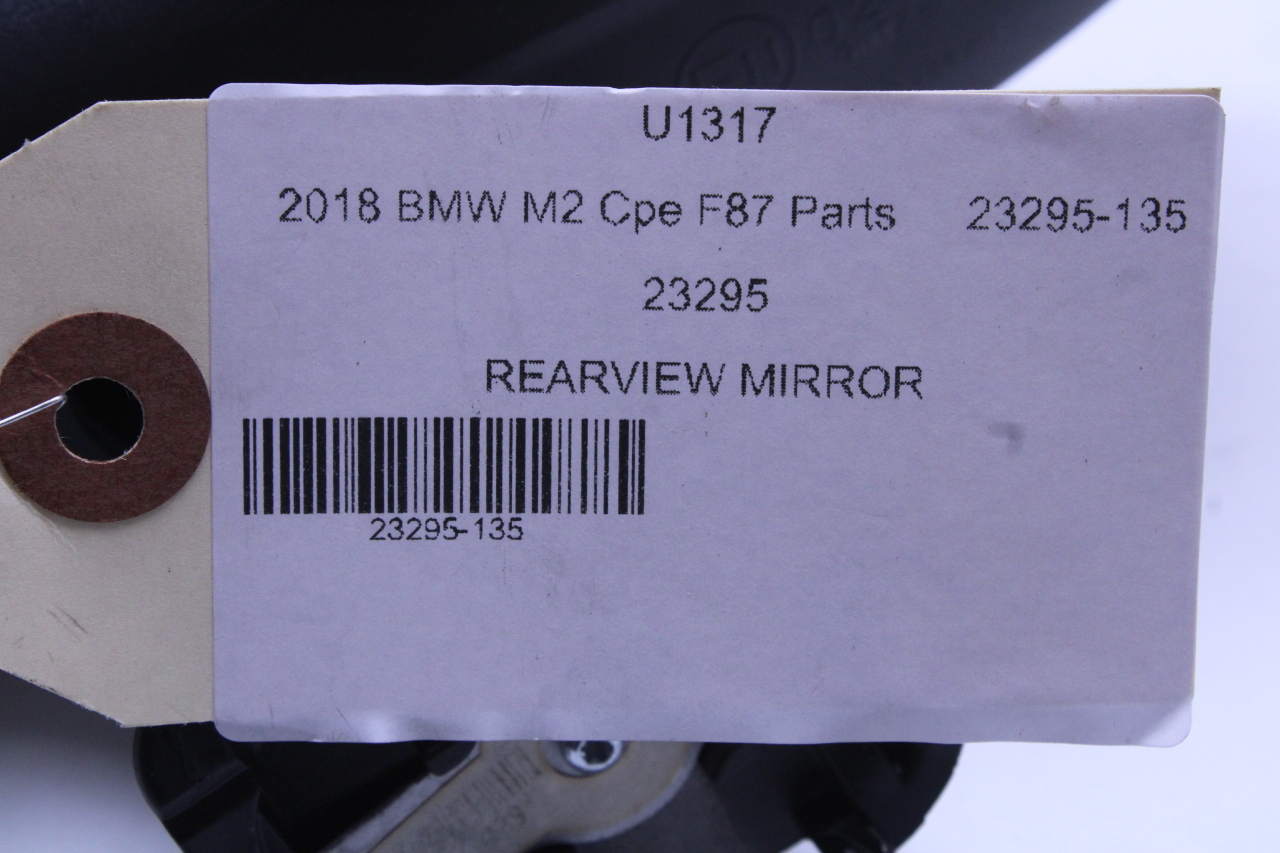 U1317
2018 BMW M2 Cpe F87 Parts 23295-135
23295
REARVIEW MIRROR
23295-135